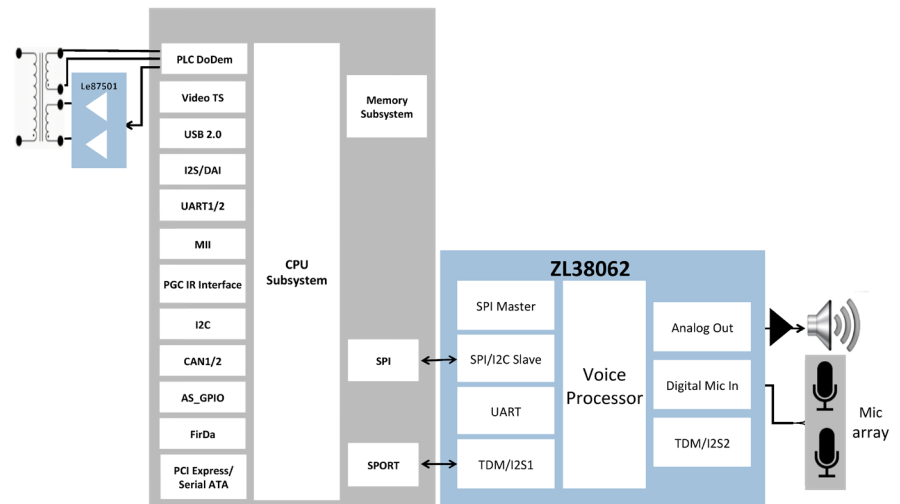 Le87501
PLC DoDem
Video TS
USB 2.0
I2S/DAI
UART1/2
MII
PGC IR Interface
I2C
CAN1/2
AS_GPIO
FirDa
PCI Express/
Serial ATA
CPU
Subsystem
Memory
Subsystem
SPI
SPORT
ZL38062
SPI Master
SPI/I2C Slave
UART
TDM/I2S1
Voice
Processor
Analog Out
Digital Mic In
TDM/I2S2
Mic
array